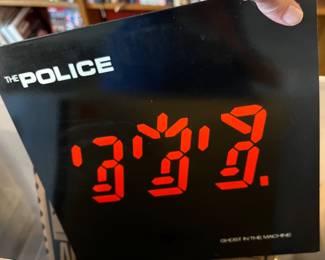 THE POLICE
GHOST IN THE MACHINE